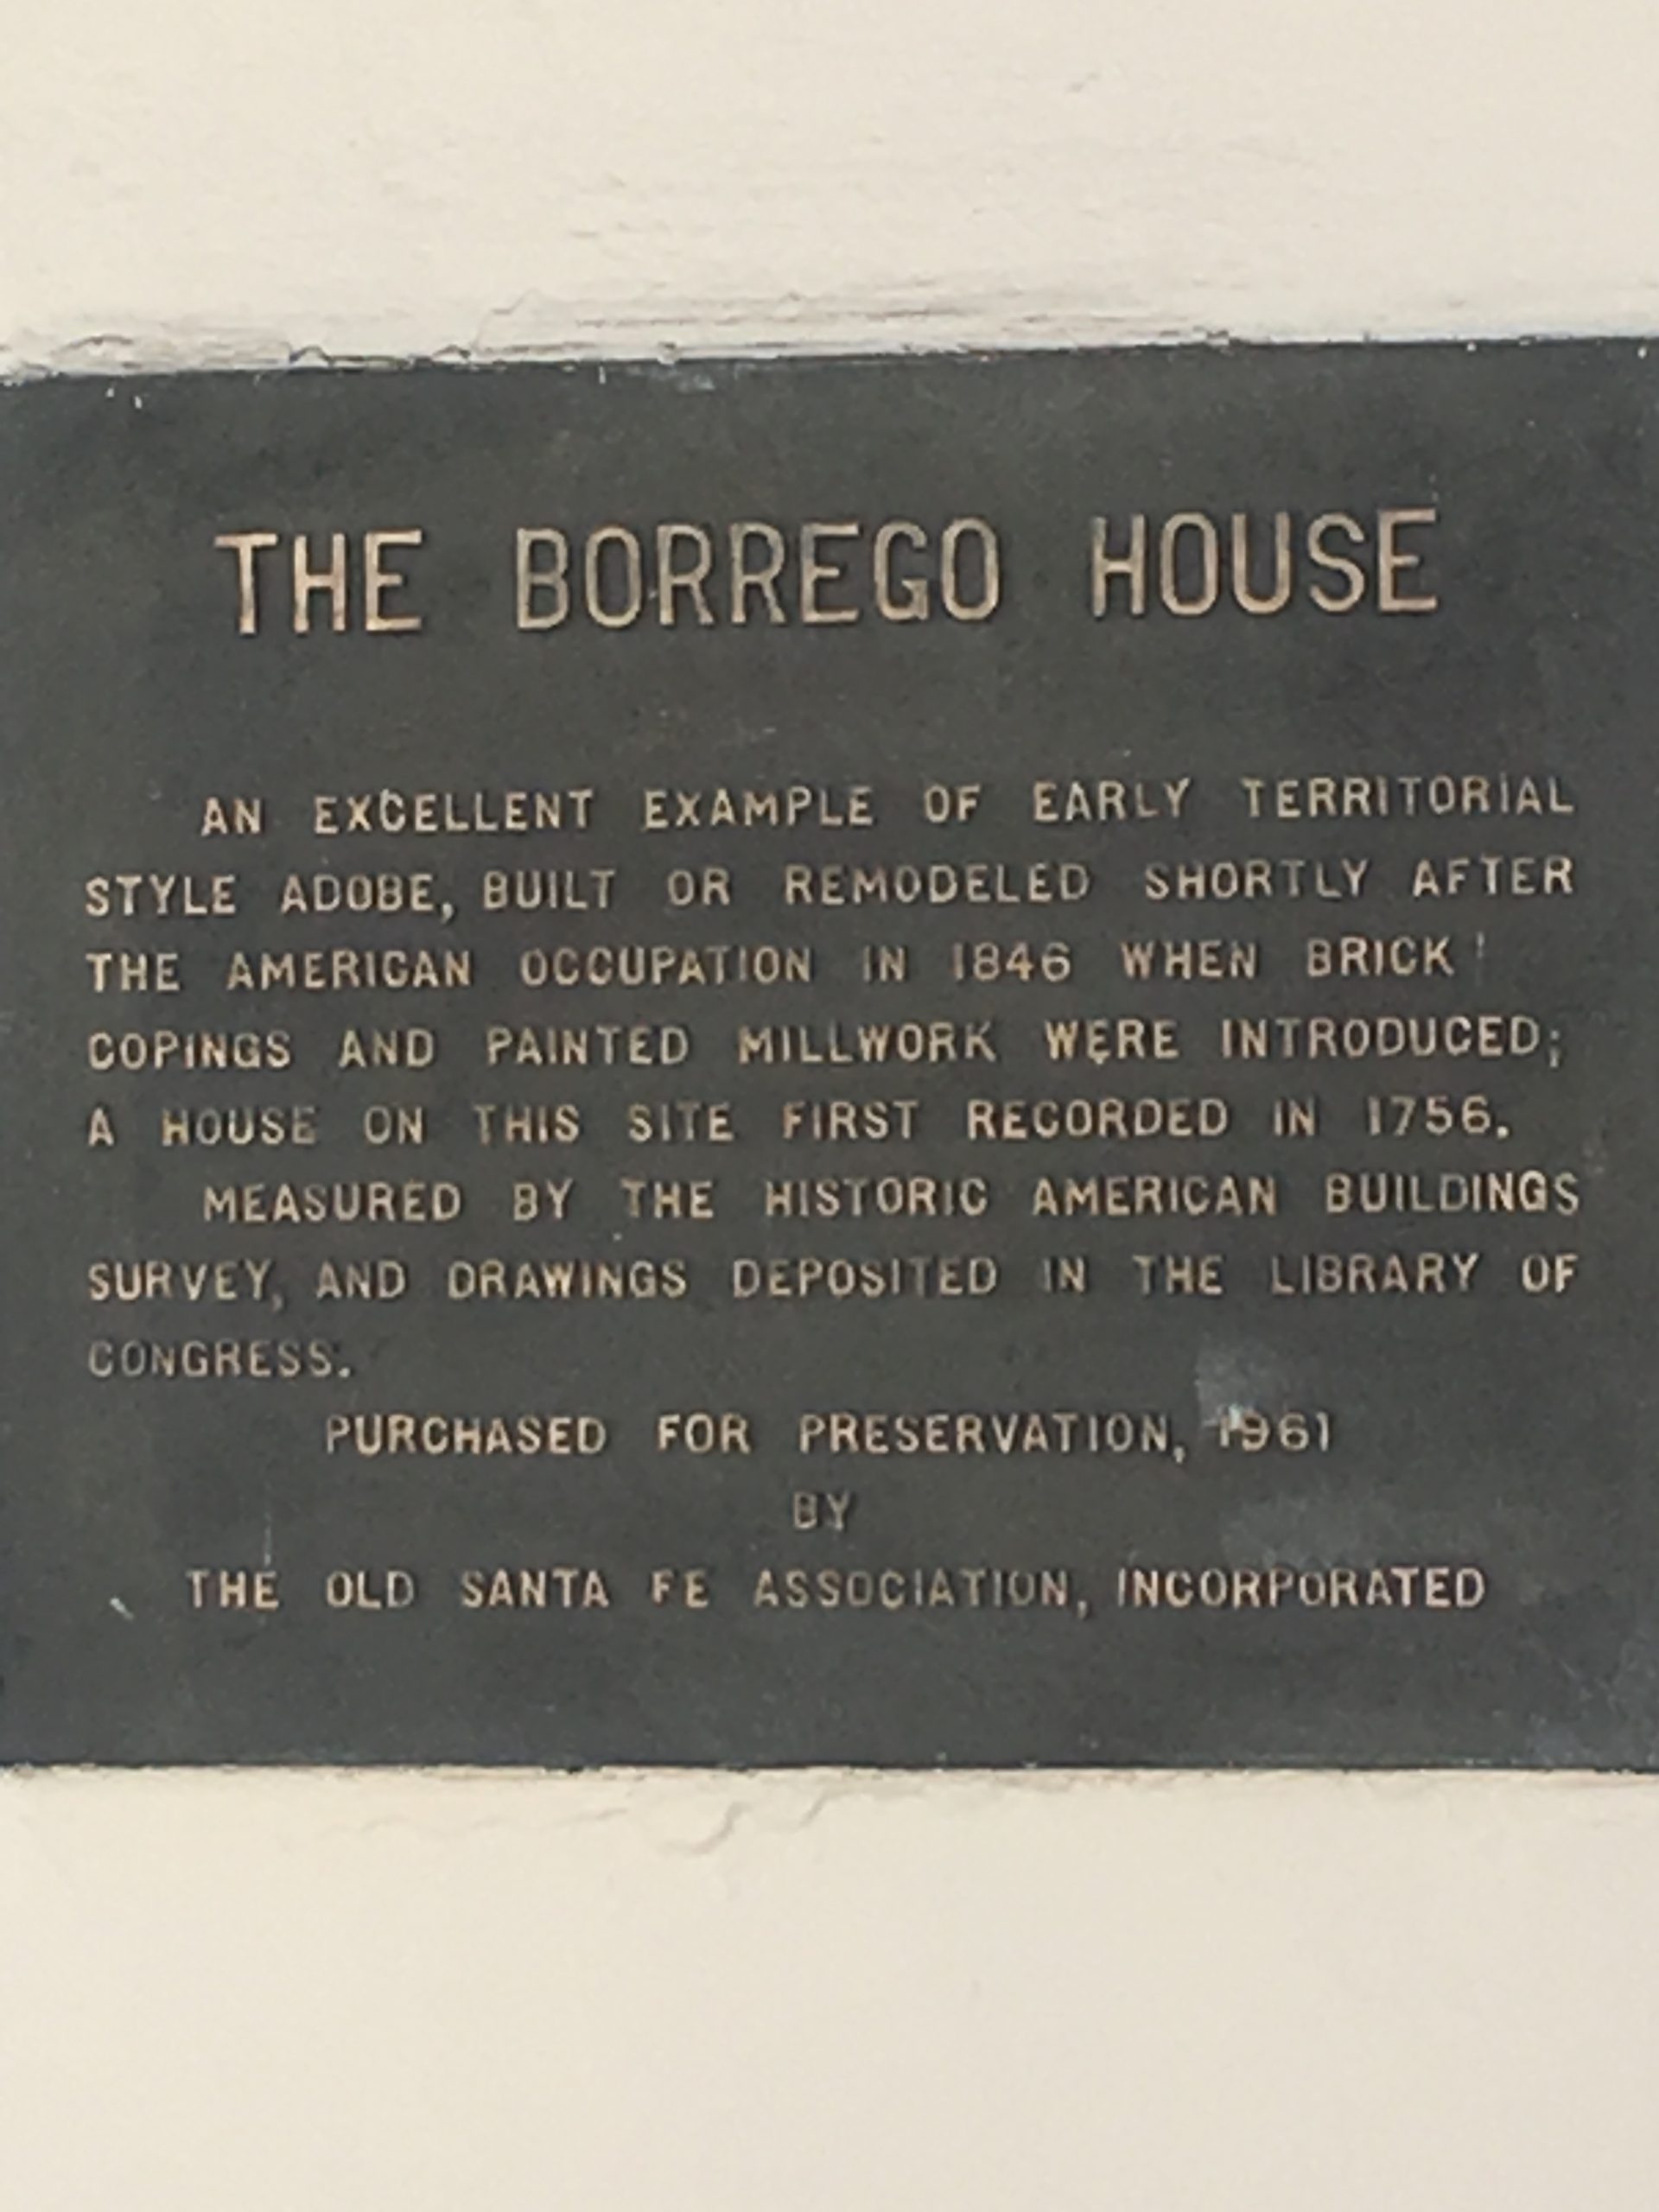 THE BORREGO HOUSE
AN EXCELLENT EXAMPLE OF EARLY TERRITORIAL
STYLE ADOBE, BUILT OR REMODELED SHORTLY AFTER
THE AMERICAN OCCUPATION IN 1846 WHEN BRICK
COPINGS AND PAINTED MILLWORK WERE INTRODUCED;
A HOUSE ON THIS SITE FIRST RECORDED IN 1756.
MEASURED BY THE HISTORIC AMERICAN BUILDINGS
SURVEY, AND DRAWINGS DEPOSITED IN THE LIBRARY OF
CONGRESS.
PURCHASED FOR PRESERVATION, 1961
BY
THE OLD SANTA FE ASSOCIATION, INCORPORATED